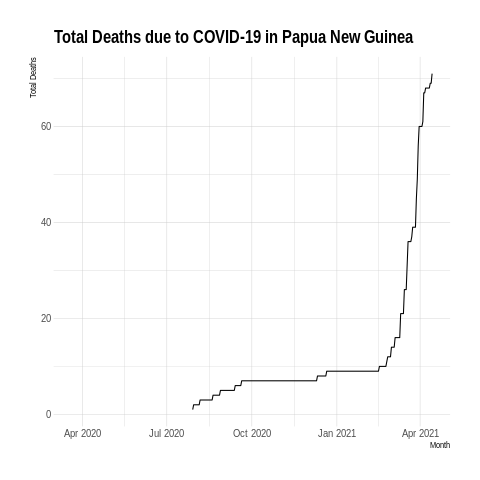 Total Deaths due to COVID-19 in Papua New Guinea
Total Deaths
60
40
20
0
Apr 2020 Jul 2020 Oct 2020 Jan 2021 Apr 2021
Month